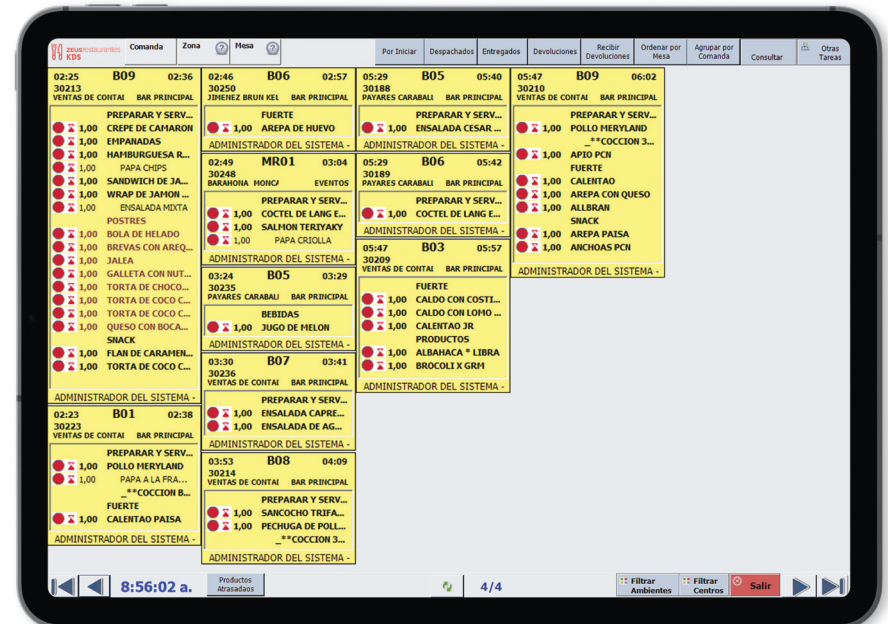 ZEUS restaurantes
KDS
Comanda
Zona
Mesa
Por Iniciar
Despachados
Entregados
Devoluciones
Recibir
Devoluciones
Ordenar por
Mesa
Agrupar por
Comanda
Consultar
Otras
Tareas
02:25 B09 02:36
30213
VENTAS DE CONTAI BAR PRINCIPAL
PREPARAR Y SERV...
1,00 CREPE DE CAMARON
1,00 EMPANADAS
1,00 HAMBURGUESA R...
1,00 PAPA CHIPS
1,00 SANDWICH DE JA...
1,00 WRAP DE JAMON ...
1,00 ENSALADA MIXTA
POSTRES
1,00 BOLA DE HELADO
1,00 BREVAS CON AREQ...
1,00 JALEA
1,00 GALLETA CON NUT...
1,00 TORTA DE CHOCO...
1,00 TORTA DE COCO C...
1,00 TORTA DE COCO C...
1,00 QUESO CON BOCA...
SNACK
1,00 FLAN DE CARAMEN...
1,00 TORTA DE COCO C...
ADMINISTRADOR DEL SISTEMA -
02:23 B01 02:38
30223
VENTAS DE CONTAI BAR PRINCIPAL
PREPARAR Y SERV...
1,00 POLLO MERYLAND
1,00 PAPA A LA FRA...
_**COCCION B...
FUERTE
1,00 CALENTAO PAISA
ADMINISTRADOR DEL SISTEMA -
02:46 B06 02:57
30250
JIMENEZ BRUN KEL BAR PRINCIPAL
FUERTE
1,00 AREPA DE HUEVO
ADMINISTRADOR DEL SISTEMA -
02:49 MR01 03:04
30248
BARAHONA MONCA EVENTOS
PREPARAR Y SERV...
1,00 COCTEL DE LANG E...
1,00 SALMON TERIYAKY
1,00 PAPA CRIOLLA
ADMINISTRADOR DEL SISTEMA -
03:24 B05 03:29
30235
PAYARES CARABALI BAR PRINCIPAL
BEBIDAS
1,00 JUGO DE MELON
ADMINISTRADOR DEL SISTEMA -
03:30 B07 03:41
30236
VENTAS DE CONTAI BAR PRINCIPAL
PREPARAR Y SERV...
1,00 ENSALADA CAPRE...
1,00 ENSALADA DE AG...
ADMINISTRADOR DEL SISTEMA -
03:53 B08 04:09
30214
VENTAS DE CONTAI BAR PRINCIPAL
PREPARAR Y SERV...
1,00 SANCOCHO TRIFA...
1,00 PECHUGA DE POLL...
_**COCCION 3...
ADMINISTRADOR DEL SISTEMA -
05:29 B05 05:40
30188
PAYARES CARABALI BAR PRINCIPAL
PREPARAR Y SERV...
1,00 ENSALADA CESAR ...
ADMINISTRADOR DEL SISTEMA -
05:29 B06 05:42
30189
PAYARES CARABALI BAR PRINCIPAL
PREPARAR Y SERV...
1,00 COCTEL DE LANG E...
ADMINISTRADOR DEL SISTEMA -
05:47 B03 05:57
30209
VENTAS DE CONTAI BAR PRINCIPAL
FUERTE
1,00 CALDO CON COSTI...
1,00 CALDO CON LOMO ...
1,00 CALENTAO JR
PRODUCTOS
1,00 ALBAHACA * LIBRA
1,00 BROCOLI X GRM
ADMINISTRADOR DEL SISTEMA -
05:47 B09 06:02
30210
VENTAS DE CONTAI BAR PRINCIPAL
PREPARAR Y SERV...
1,00 POLLO MERYLAND
_**COCCION 3...
1,00 APIO PCN
FUERTE
1,00 CALENTAO
1,00 AREPA CON QUESO
1,00 ALLBRAN
SNACK
1,00 AREPA PAISA
1,00 ANCHOAS PCN
ADMINISTRADOR DEL SISTEMA -
8:56:02 a.
Productos
Atrasadaos
4/4
Filtrar
Ambientes
Filtrar
Centros
Salir